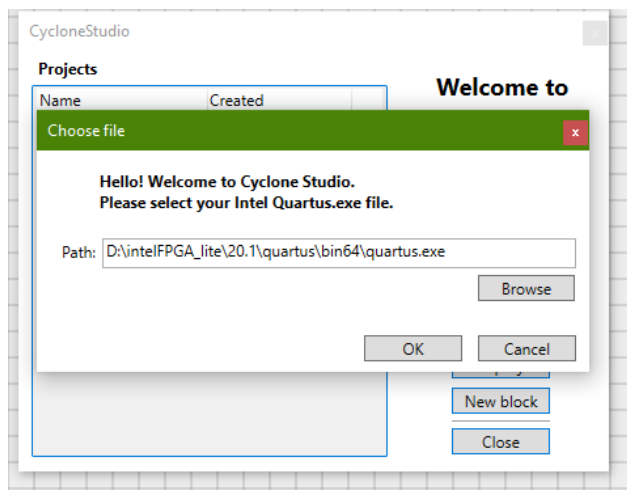 CycloneStudio
x
Projects
Welcome to
Name Created
Choose file
x
Hello! Welcome to Cyclone Studio.
Please select your Intel Quartus.exe file.
Path: D:\intelFPGA_lite\20.1\quartus\bin64\quartus.exe
Browse
OK Cancel
New block
Close